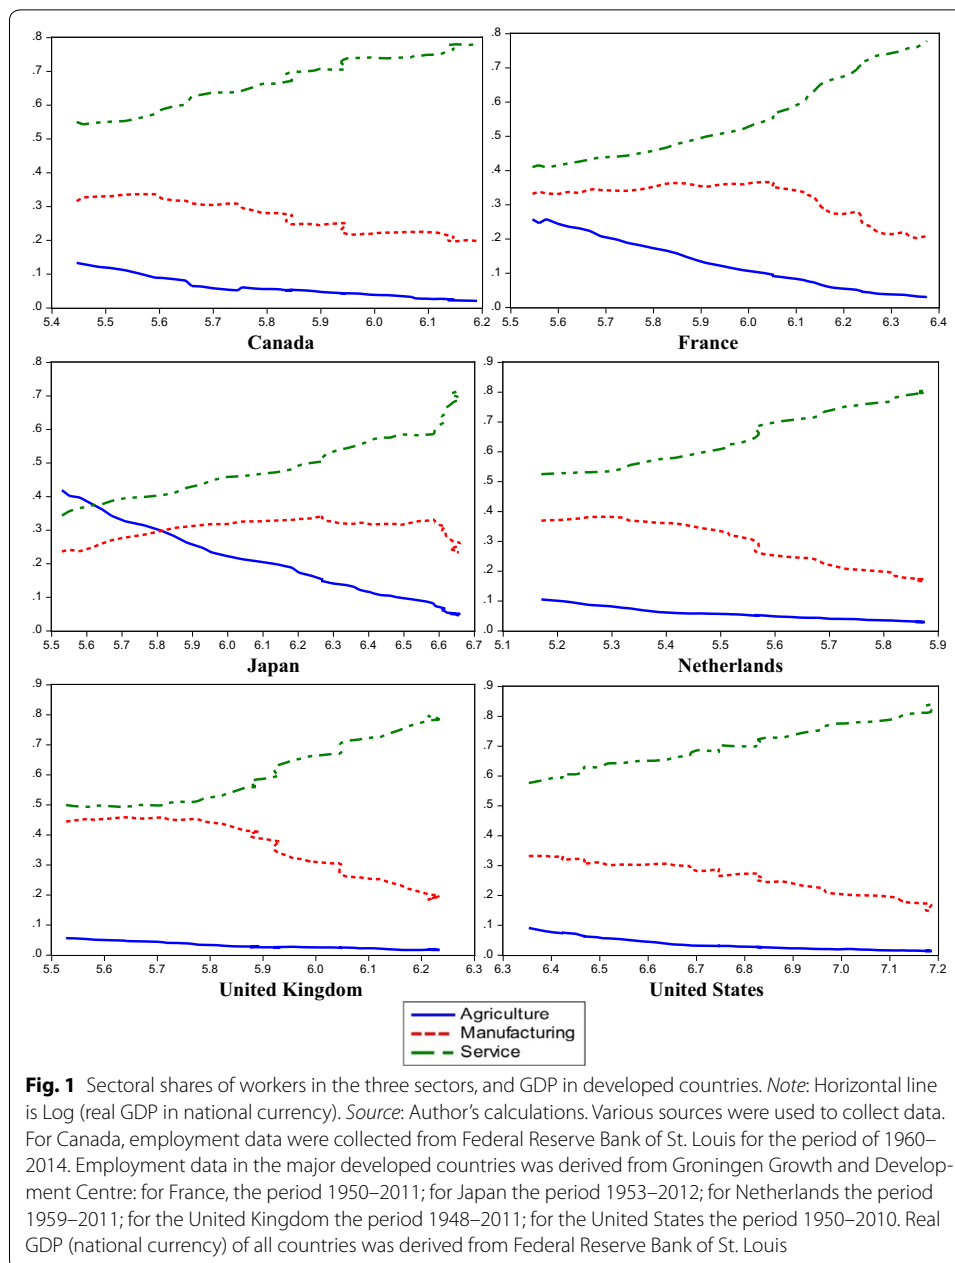 .8
.7
.6
.5
.4
.3
.2
.1
.0
5.4 5.5 5.6 5.7 5.8 5.9 6.0 6.1 6.2
Canada
.8
.7
.6
.5
.4
.3
.2
.1
.0
5.5 5.6 5.7 5.8 5.9 6.0 6.1 6.2 6.3 6.4
France
.8
.7
.6
.5
.4
.3
.2
.1
.0
5.5 5.6 5.7 5.8 5.9 6.0 6.1 6.2 6.3 6.4 6.5 6.6 6.7
Japan
.9
.8
.7
.6
.5
.4
.3
.2
.1
.0
5.1 5.2 5.3 5.4 5.5 5.6 5.7 5.8 5.9
Netherlands
.9
.8
.7
.6
.5
.4
.3
.2
.1
.0
5.5 5.6 5.7 5.8 5.9 6.0 6.1 6.2 6.3
United Kingdom
.9
.8
.7
.6
.5
.4
.3
.2
.1
.0
6.3 6.4 6.5 6.6 6.7 6.8 6.9 7.0 7.1 7.2
United States
Agriculture
Manufacturing
Service
Fig. 1 Sectoral shares of workers in the three sectors, and GDP in developed countries. Note: Horizontal line
is Log (real GDP in national currency). Source: Author's calculations. Various sources were used to collect data.
For Canada, employment data were collected from Federal Reserve Bank of St. Louis for the period of 1960–
2014. Employment data in the major developed countries was derived from Groningen Growth and Develop-
ment Centre: for France, the period 1950–2011; for Japan the period 1953–2012; for Netherlands the period
1959–2011; for the United Kingdom the period 1948–2011; for the United States the period 1950–2010. Real
GDP (national currency) of all countries was derived from Federal Reserve Bank of St. Louis